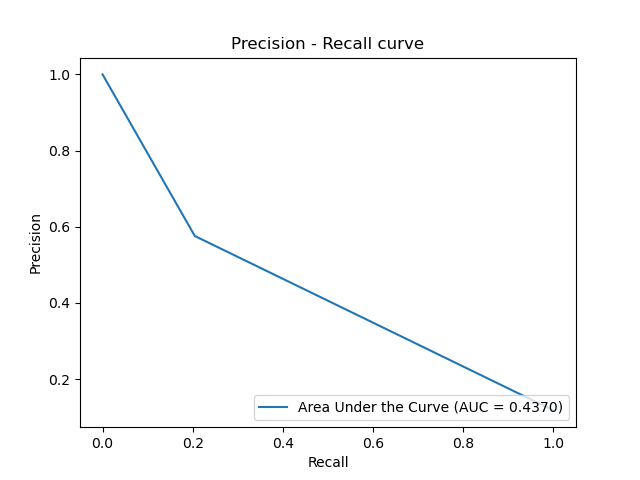 Precision - Recall curve
1.0
0.8
0.6
0.4
0.2
Precision
Area Under the Curve (AUC = 0.4370)
0.0 0.2 0.4 0.6 0.8 1.0
Recall